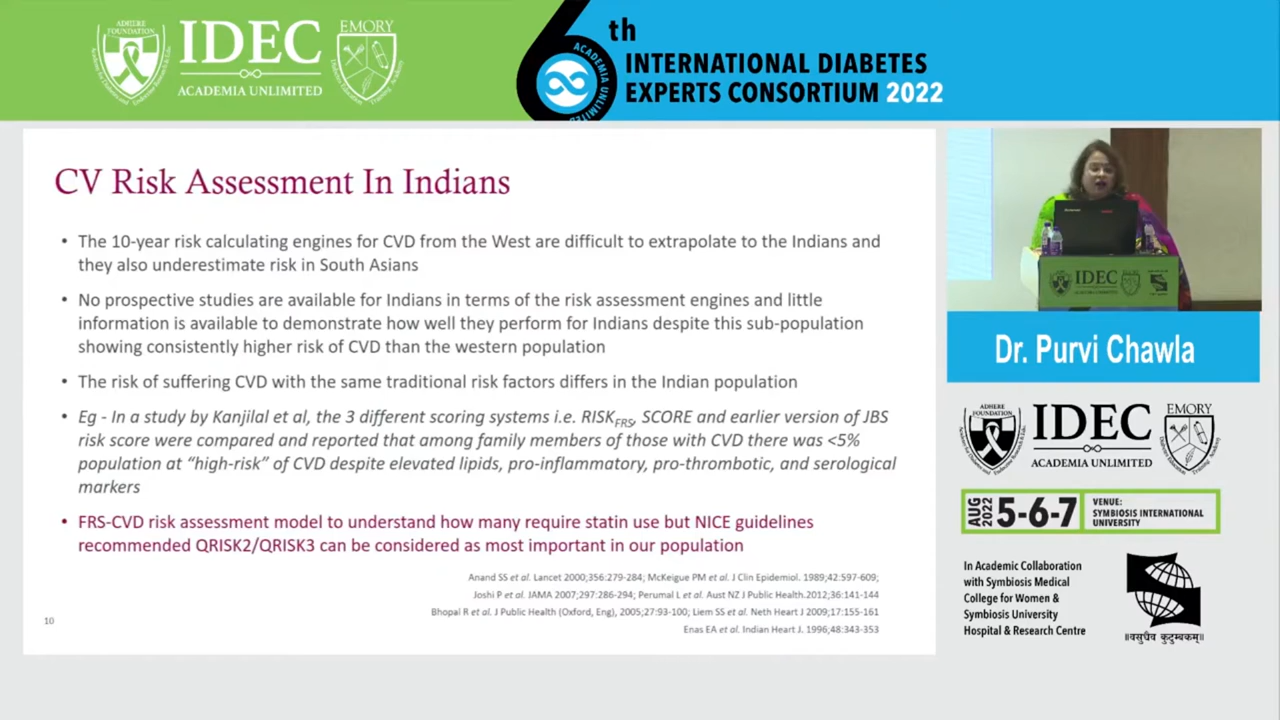 ADHERE
FOUNDATION
IDEC
ACADEMIA UNLIMITED
EMORY
6th
ACADEMIA UNLIMITED
INTERNATIONAL DIABETES
EXPERTS CONSORTIUM 2022
CV Risk Assessment In Indians
• The 10-year risk calculating engines for CVD from the West are difficult to extrapolate to the Indians and
they also underestimate risk in South Asians
• No prospective studies are available for Indians in terms of the risk assessment engines and little
information is available to demonstrate how well they perform for Indians despite this sub-population
showing consistently higher risk of CVD than the western population
• The risk of suffering CVD with the same traditional risk factors differs in the Indian population
• Eg - In a study by Kanjilal et al, the 3 different scoring systems i.e. RISKFRS, SCORE and earlier version of JBS
risk score were compared and reported that among family members of those with CVD there was <5%
population at “high-risk” of CVD despite elevated lipids, pro-inflammatory, pro-thrombotic, and serological
markers
• FRS-CVD risk assessment model to understand how many require statin use but NICE guidelines
recommended QRISK2/QRISK3 can be considered as most important in our population
Anand SS et al. Lancet 2000;356:279-284; McKeigue PM et al. J Clin Epidemiol. 1989;42:597-609;
Joshi P et al. JAMA 2007;297:286-294; Perumal L et al. Aust NZ J Public Health.2012;36:141-144
Bhopal R et al. J Public Health (Oxford, Eng), 2005;27:93-100; Liem SS et al. Neth Heart J 2009;17:155-161
Enas EA et al. Indian Heart J. 1996;48:343-353
10
IDEC
Dr. Purvi Chawla
ADHERE
FOUNDATION
IDEC
ACADEMIA UNLIMITED
EMORY
AUG
2022
5-6-7
VENUE:
SYMBIOSIS INTERNATIONAL
UNIVERSITY
In Academic Collaboration
with Symbiosis Medical
College for Women &
Symbiosis University
Hospital & Research Centre
॥वसुधैव कुटुम्बकम्॥